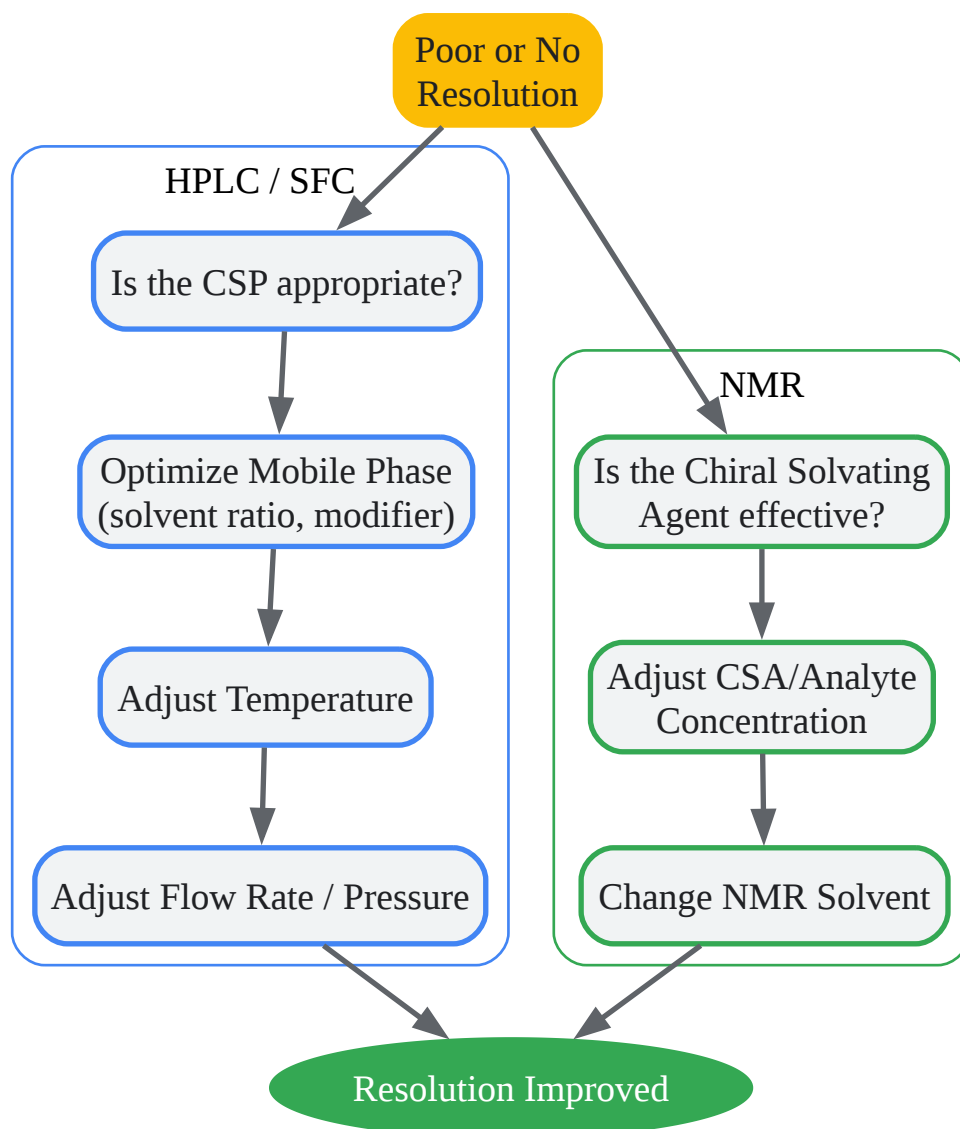 Poor or No
Resolution
HPLC / SFC
Is the CSP appropriate?
Optimize Mobile Phase
(solvent ratio, modifier)
Adjust Temperature
Adjust Flow Rate / Pressure
NMR
Is the Chiral Solvating
Agent effective?
Adjust CSA/Analyte
Concentration
Change NMR Solvent
Resolution Improved